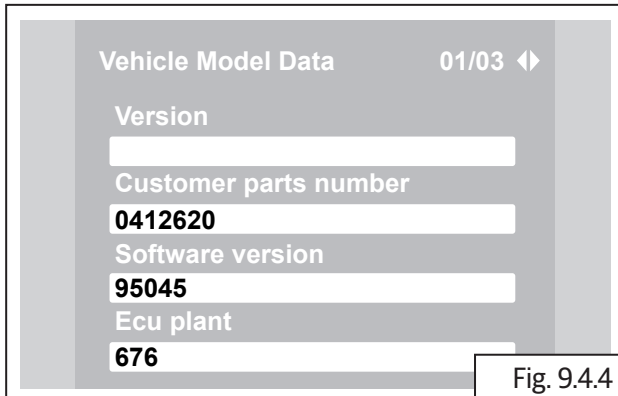 Vehicle Model Data 01/03
Version
Customer parts number
0412620
Software version
95045
Ecu plant
676
Fig. 9.4.4